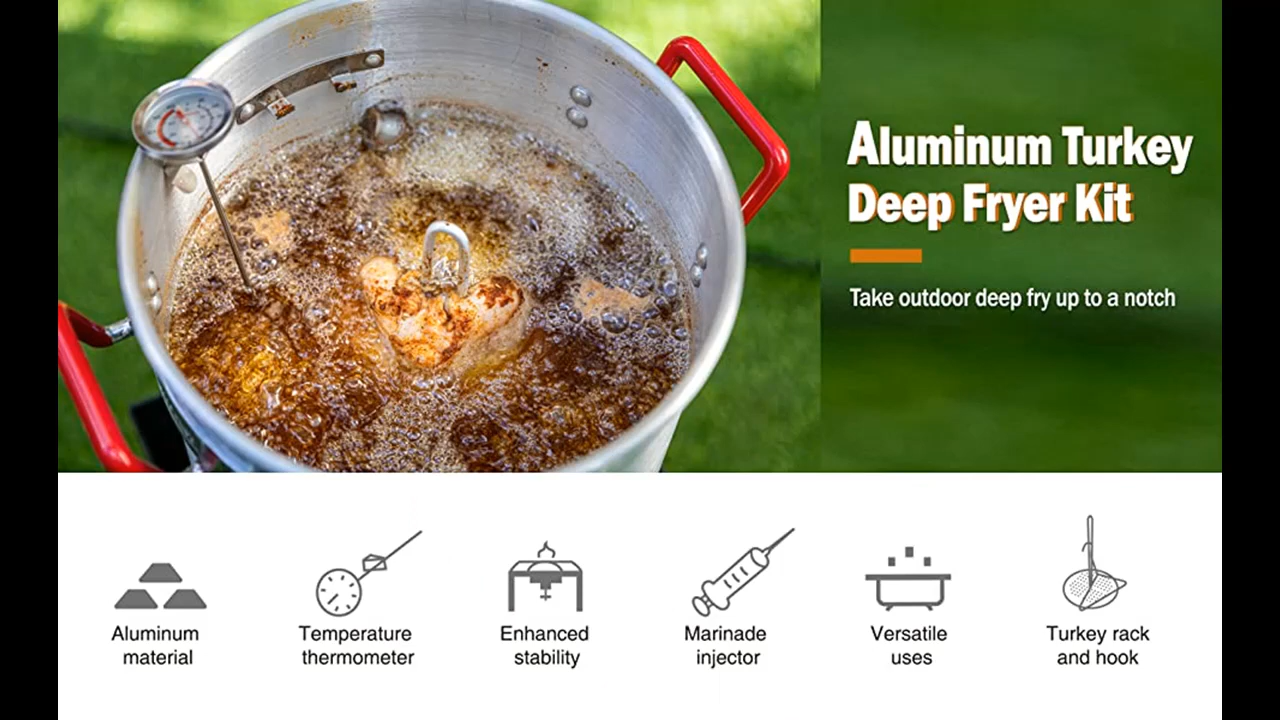 Aluminum Turkey
Deep Fryer Kit
Take outdoor deep fry up to a notch
Aluminum
material
Temperature
thermometer
Enhanced
stability
Marinade
injector
Versatile
uses
Turkey rack
and hook